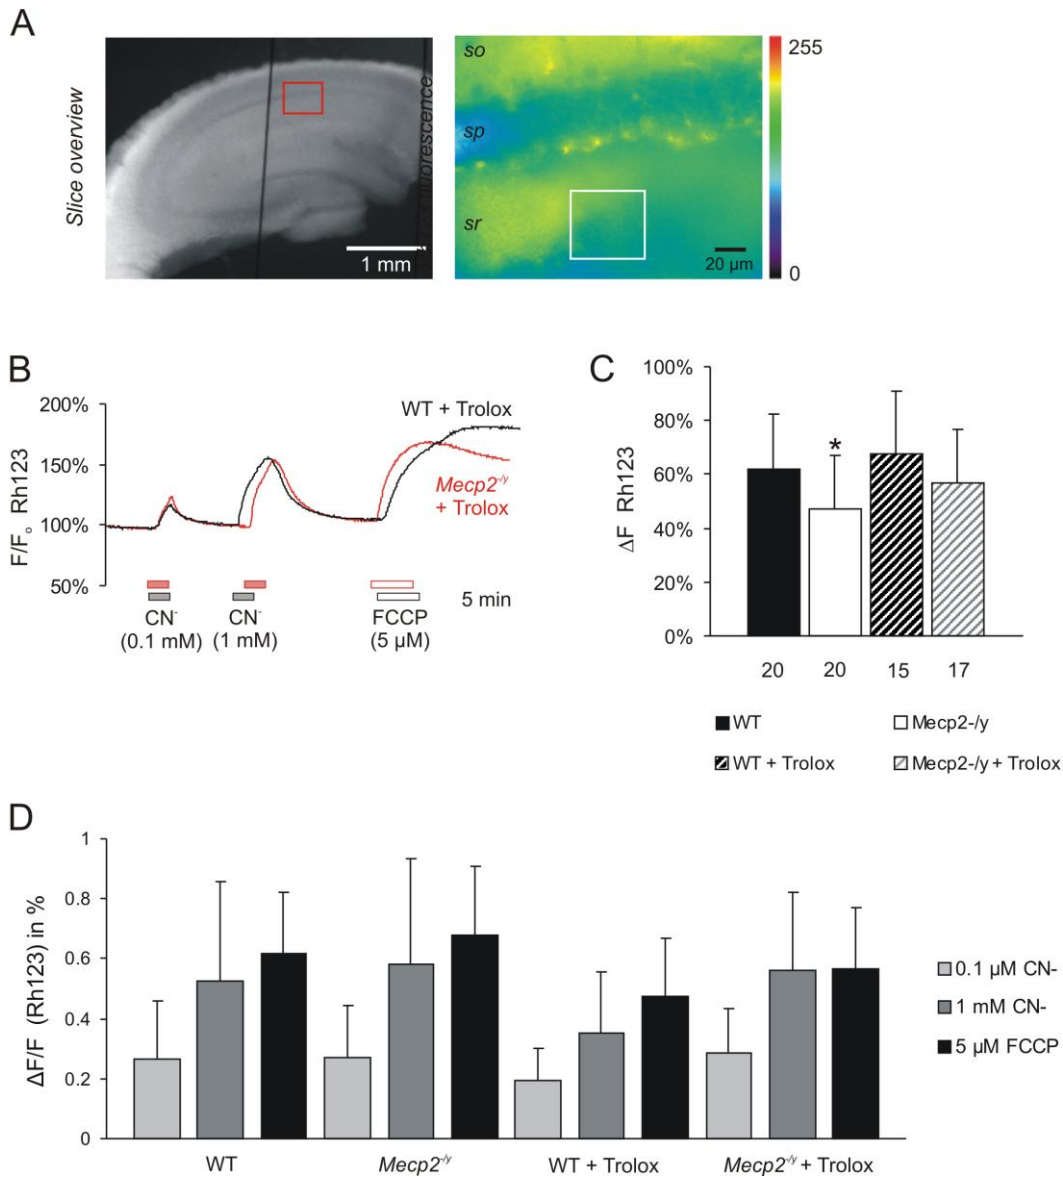 A
Slice overview
1 mm
so
sp
sr
20 µm
255
0
B
200%
150%
100%
50%
F/Fo Rh123
WT + Trolox
Mecp2-/y
+ Trolox
CN-
(0.1 mM)
CN-
(1 mM)
FCCP
(5 µM)
5 min
C
100%
80%
60%
40%
20%
0%
ΔF Rh123
*
20 20 15 17
WT Mecp2-/y
WT + Trolox Mecp2-/y + Trolox
D
1
0.8
0.6
0.4
0.2
0
ΔF/F (Rh123) in %
WT Mecp2-/y WT + Trolox Mecp2-/y + Trolox
0.1 µM CN-
1 mM CN-
5 µM FCCP